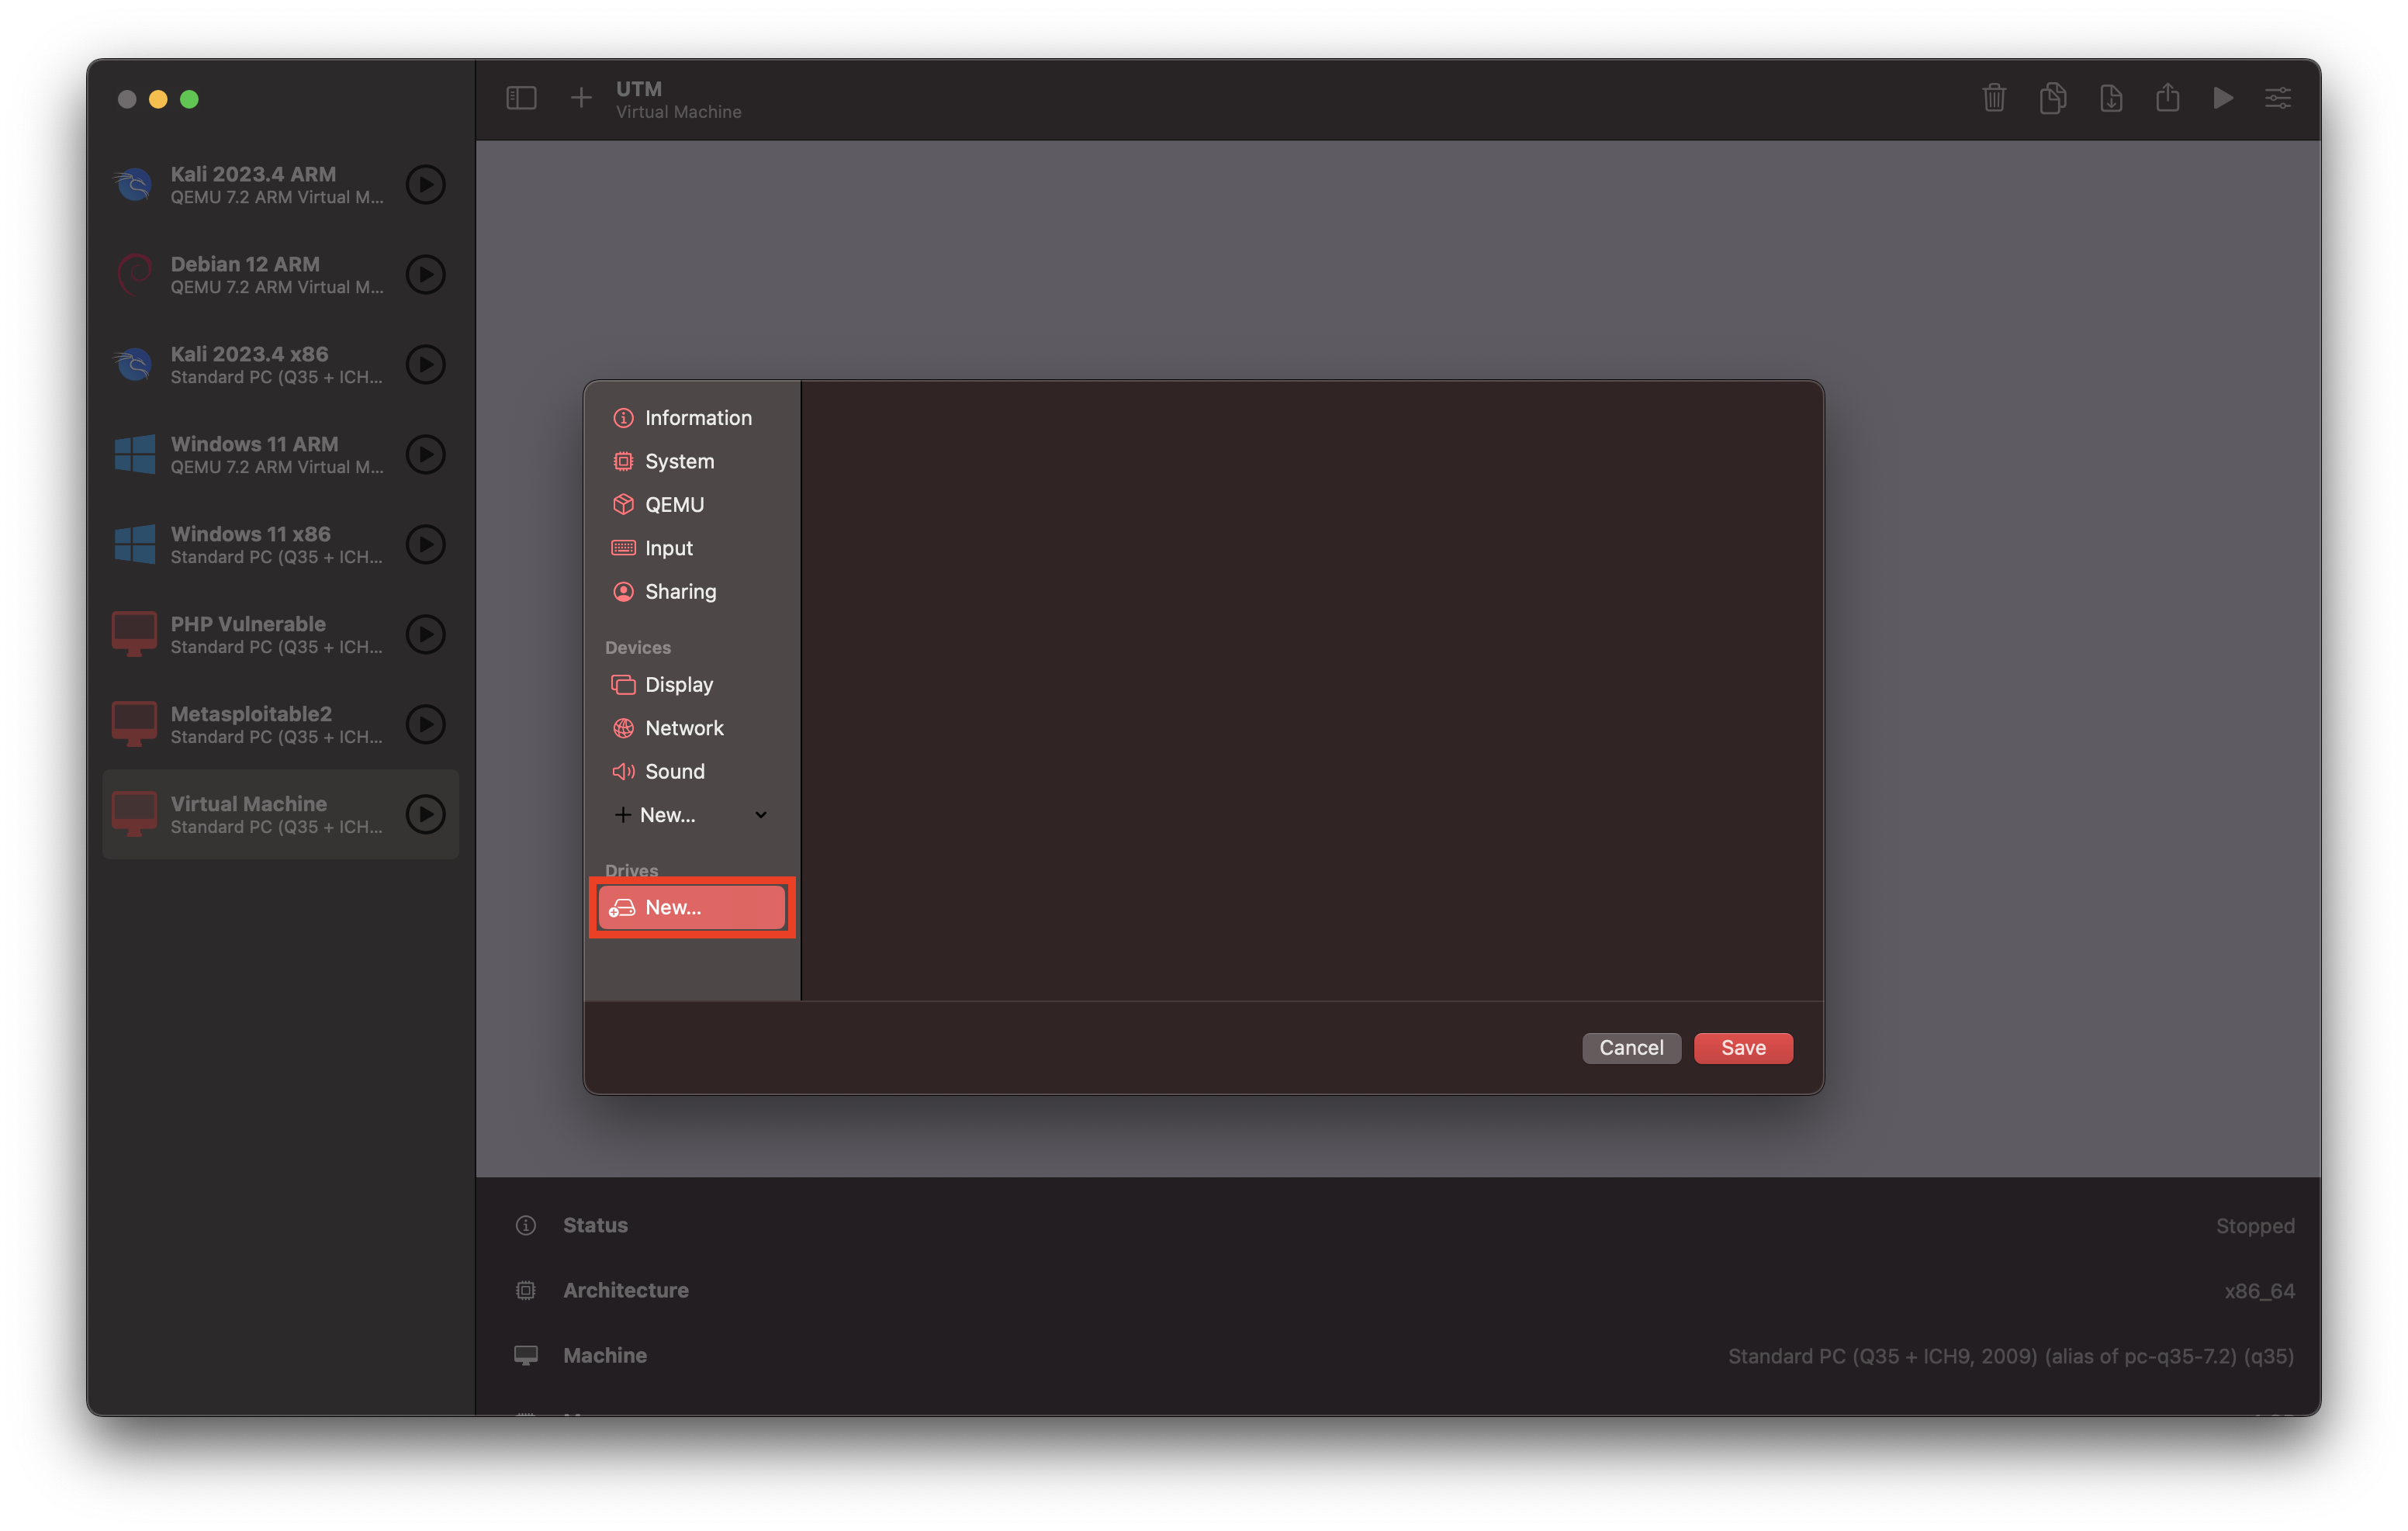 UTM
Virtual Machine
Kali 2023.4 ARM
QEMU 7.2 ARM Virtual M...
Debian 12 ARM
QEMU 7.2 ARM Virtual M...
Kali 2023.4 x86
Standard PC (Q35 + ICH...
Windows 11 ARM
QEMU 7.2 ARM Virtual M...
Windows 11 x86
Standard PC (Q35 + ICH...
PHP Vulnerable
Standard PC (Q35 + ICH...
Metasploitable2
Standard PC (Q35 + ICH...
Virtual Machine
Standard PC (Q35 + ICH...
Information
System
QEMU
Input
Sharing
Devices
Display
Network
Sound
New...
Drives
New...
Cancel
Save
Status
Stopped
Architecture
x86_64
Machine
Standard PC (Q35 + ICH9, 2009) (alias of pc-q35-7.2) (q35)